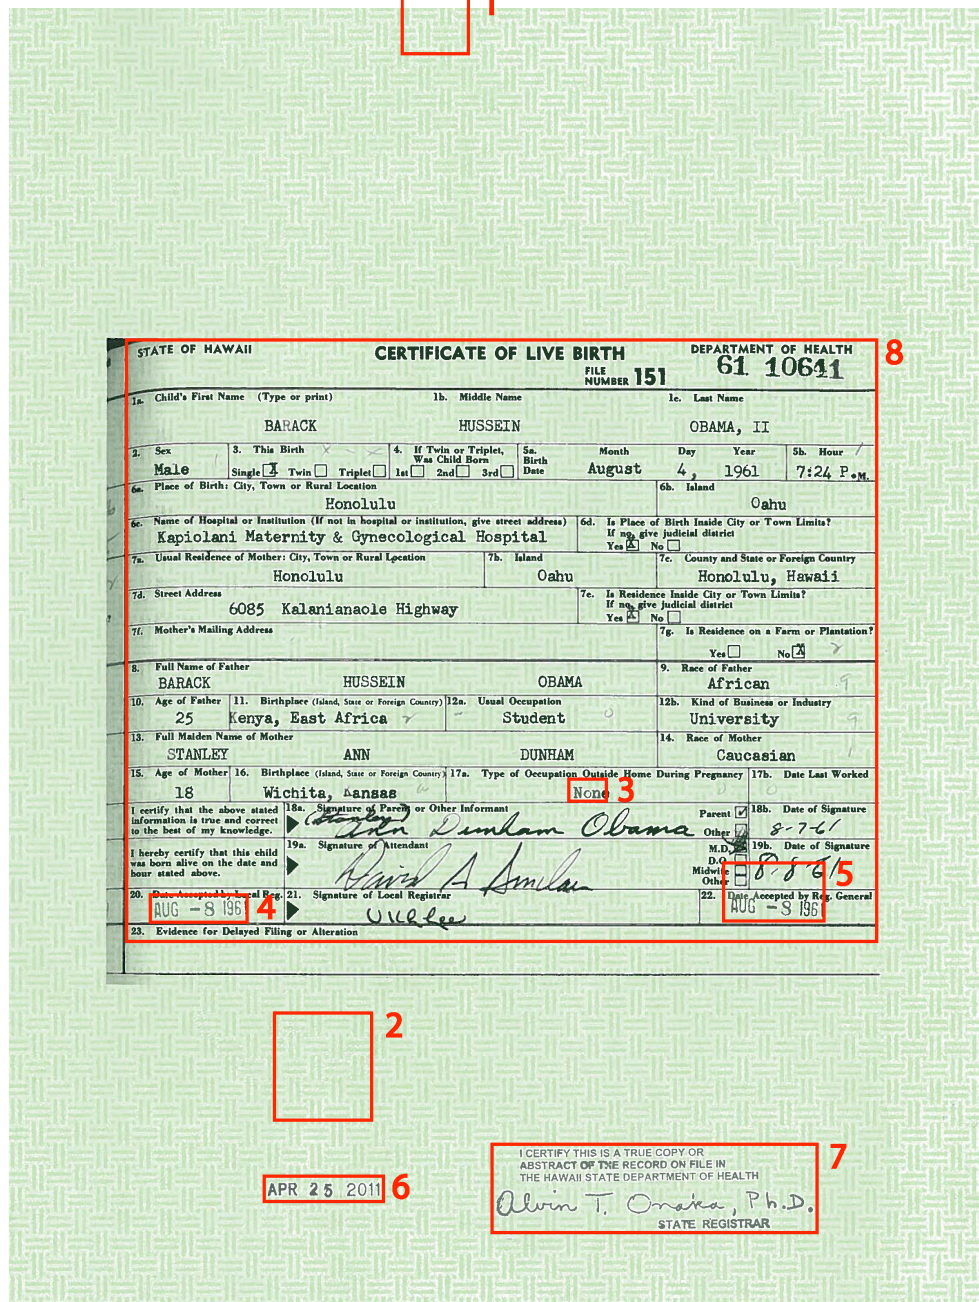 1
STATE OF HAWAII CERTIFICATE OF LIVE BIRTH DEPARTMENT OF HEALTH 8
FILE NUMBER 151 61 10641
1a. Child's First Name (Type or print) 1b. Middle Name 1c. Last Name
BARACK HUSSEIN OBAMA, II
2. Sex 3. This Birth 4. If Twin or Triplet, Was Child Born 5a. Birth Date Month Day Year 5b. Hour
Male Single X Twin Triplet 1st 2nd 3rd August 4, 1961 7:24 P.M.
6a. Place of Birth: City, Town or Rural Location 6b. Island
Honolulu Oahu
6c. Name of Hospital or Institution (If not in hospital or institution, give street address) 6d. Is Place of Birth Inside City or Town Limits?
If no, give judicial district
Kapiolani Maternity & Gynecological Hospital Yes X No
7a. Usual Residence of Mother: City, Town or Rural Location 7b. Island 7c. County and State or Foreign Country
Honolulu Oahu Honolulu, Hawaii
7d. Street Address 7e. Is Residence Inside City or Town Limits?
If no, give judicial district
6085 Kalanianaole Highway Yes X No
7f. Mother's Mailing Address 7g. Is Residence on a Farm or Plantation?
Yes No X
8. Full Name of Father 9. Race of Father
BARACK HUSSEIN OBAMA African 9
10. Age of Father 11. Birthplace (Island, State or Foreign Country) 12a. Usual Occupation 12b. Kind of Business or Industry
25 Kenya, East Africa Student 0 University 9
13. Full Maiden Name of Mother 14. Race of Mother
STANLEY ANN DUNHAM Caucasian 1
15. Age of Mother 16. Birthplace (Island, State or Foreign Country) 17a. Type of Occupation Outside Home During Pregnancy 17b. Date Last Worked
18 Wichita, Kansas None 3
I certify that the above stated information is true and correct to the best of my knowledge. 18a. Signature of Parent or Other Informant Parent 18b. Date of Signature
(Stanley) Ann Dunham Obama Other 8-7-61
I hereby certify that this child was born alive on the date and hour stated above. 19a. Signature of Attendant M.D. 19b. Date of Signature
David A Sinclair D.O. Midwife Other 8-8-61 5
20. Date Accepted by Local Reg. 21. Signature of Local Registrar 22. Date Accepted by Reg. General
AUG -8 1961 4 AUG -8 1961
23. Evidence for Delayed Filing or Alteration
2
APR 25 2011 6
I CERTIFY THIS IS A TRUE COPY OR 7
ABSTRACT OF THE RECORD ON FILE IN
THE HAWAII STATE DEPARTMENT OF HEALTH
Alvin T. Onaka, Ph.D.
STATE REGISTRAR